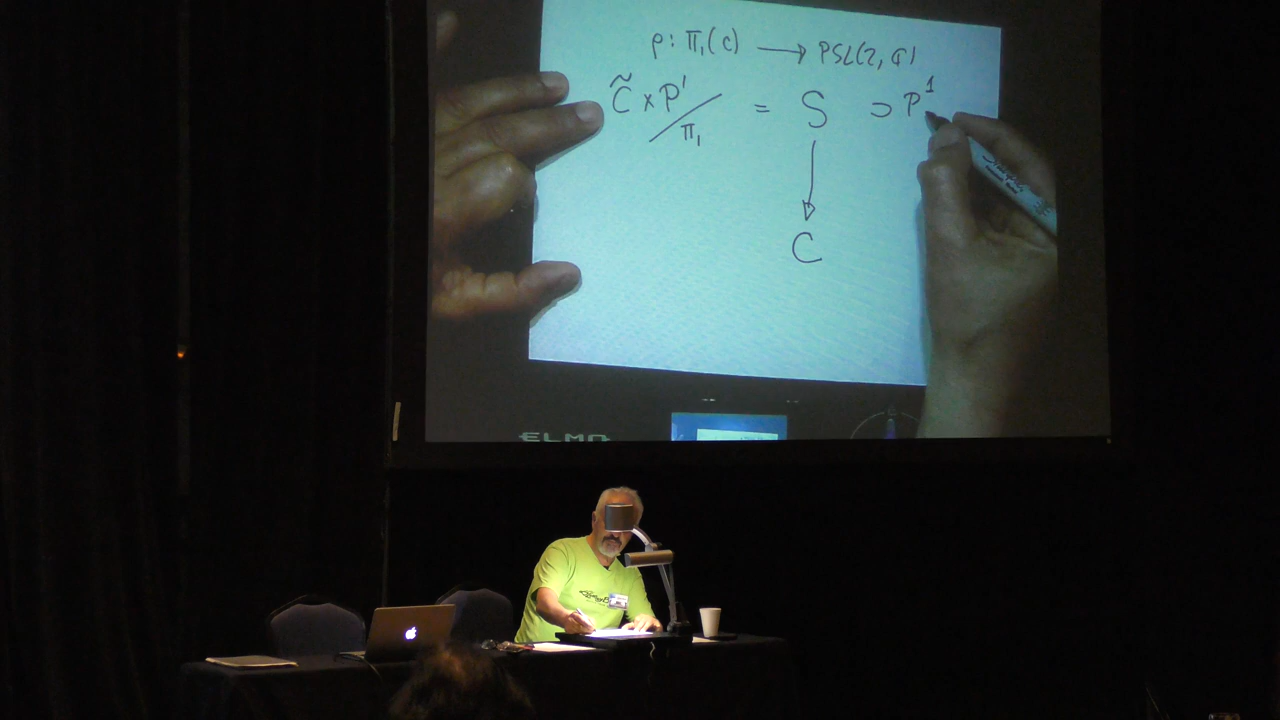 ρ: π₁(C) → PSL(2, ℂ)
C̃ × P¹ / π₁ = S ⊃ P¹
↓
C
ELMO